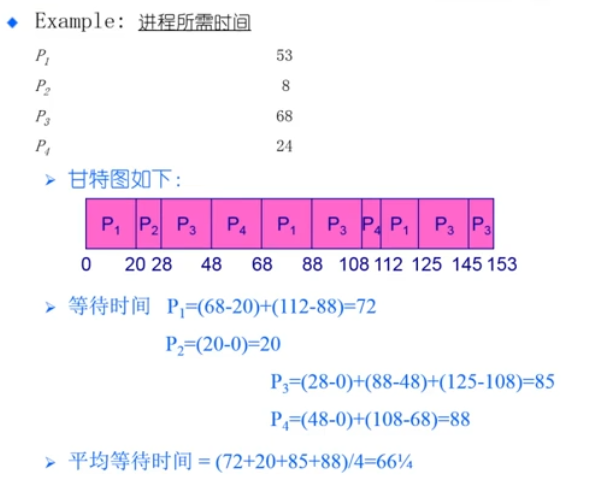 Example: 进程所需时间
P1 53
P2 8
P3 68
P4 24
甘特图如下:
P1 P2 P3 P4 P1 P3 P4 P1 P3 P3
0 20 28 48 68 88 108 112 125 145 153
等待时间 P1=(68-20)+(112-88)=72
P2=(20-0)=20
P3=(28-0)+(88-48)+(125-108)=85
P4=(48-0)+(108-68)=88
平均等待时间 = (72+20+85+88)/4=66¼